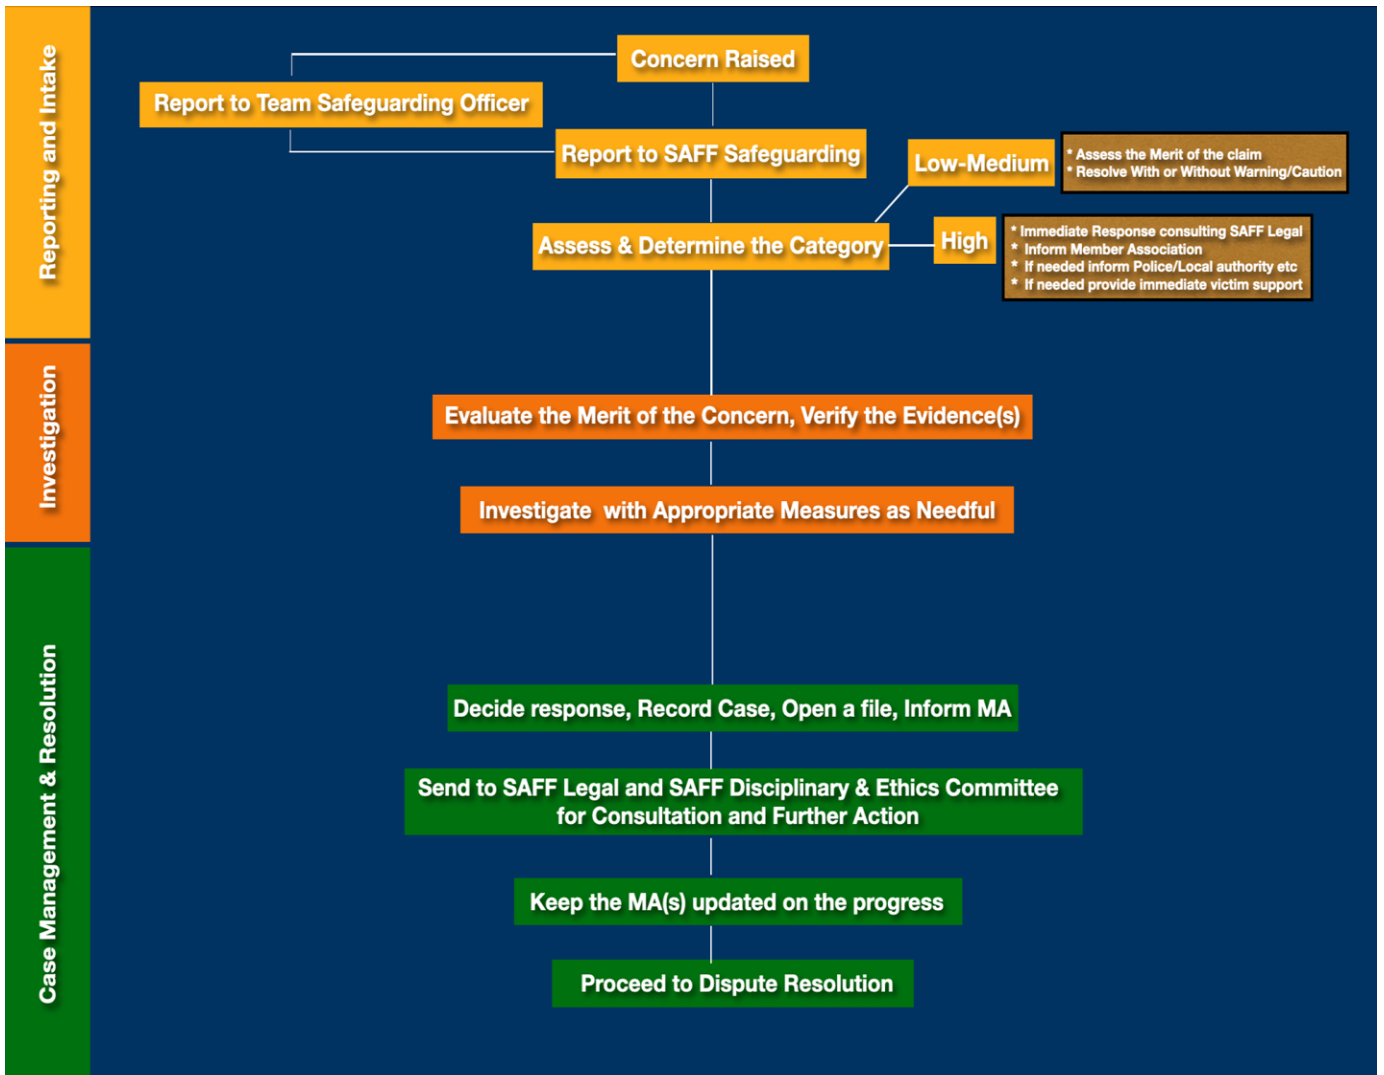 Reporting and Intake
Concern Raised
Report to Team Safeguarding Officer
Report to SAFF Safeguarding
Low-Medium
* Assess the Merit of the claim
* Resolve With or Without Warning/Caution
Assess & Determine the Category
High
* Immediate Response consulting SAFF Legal
* Inform Member Association
* If needed inform Police/Local authority etc
* If needed provide immediate victim support
Investigation
Evaluate the Merit of the Concern, Verify the Evidence(s)
Investigate with Appropriate Measures as Needful
Case Management & Resolution
Decide response, Record Case, Open a file, Inform MA
Send to SAFF Legal and SAFF Disciplinary & Ethics Committee
for Consultation and Further Action
Keep the MA(s) updated on the progress
Proceed to Dispute Resolution